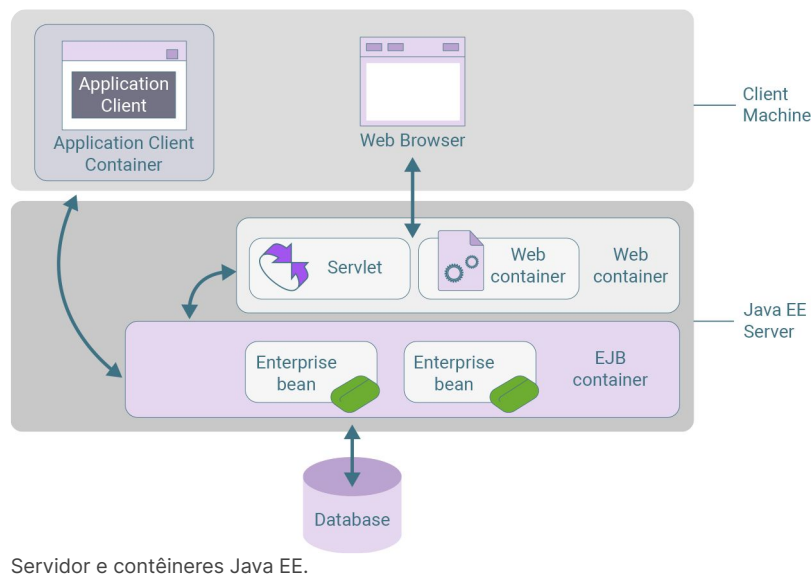 Application
Client
Application Client
Container
Web Browser
Client
Machine
Servlet
Web
container
Web
container
Java EE
Server
Enterprise
bean
Enterprise
bean
EJB
container
Database
Servidor e contêineres Java EE.